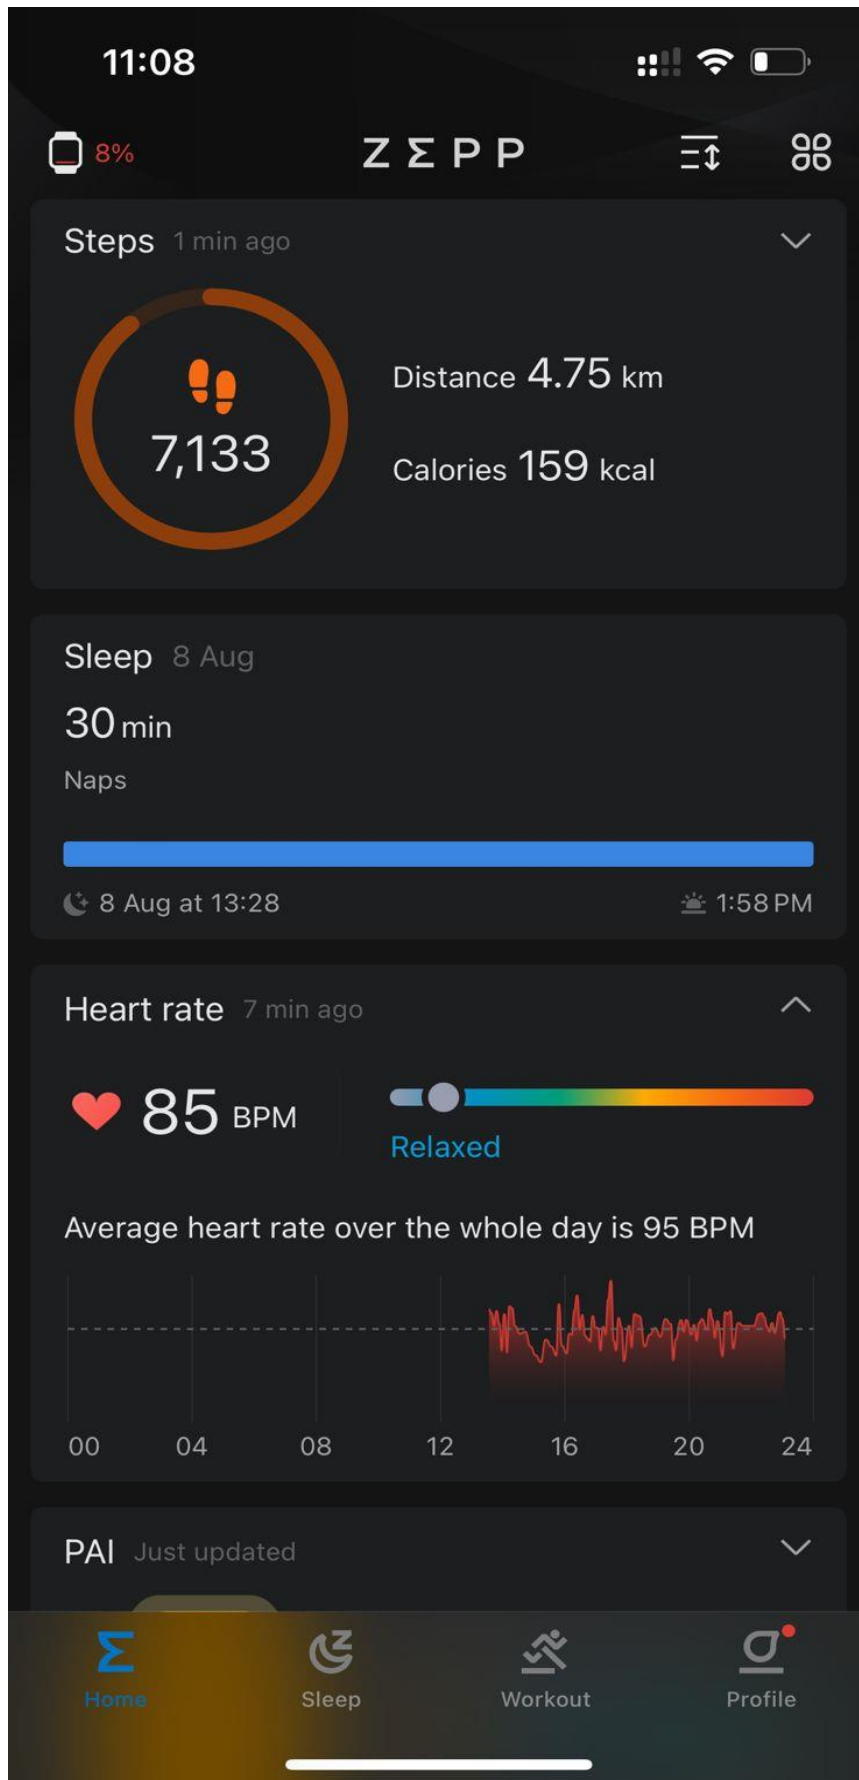 11:08
8%
ZΣPP
Steps 1 min ago
7,133
Distance 4.75 km
Calories 159 kcal
Sleep 8 Aug
30 min
Naps
8 Aug at 13:28
1:58 PM
Heart rate 7 min ago
85 BPM
Relaxed
Average heart rate over the whole day is 95 BPM
00 04 08 12 16 20 24
PAI Just updated
Home Sleep Workout Profile